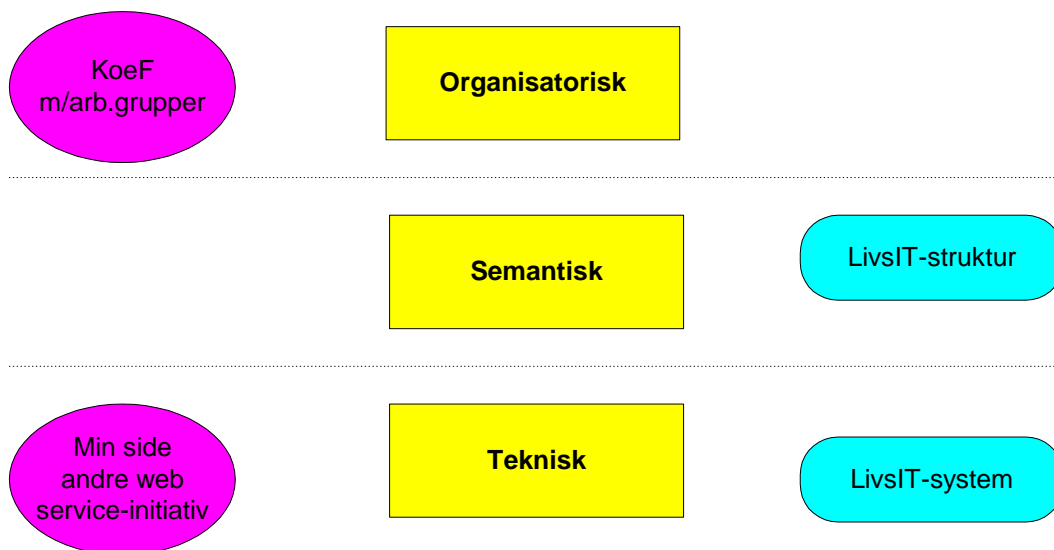 KoeF
m/arb.grupper
Organisatorisk
Semantisk
LivsIT-struktur
Min side
andre web
service-initiativ
Teknisk
LivsIT-system